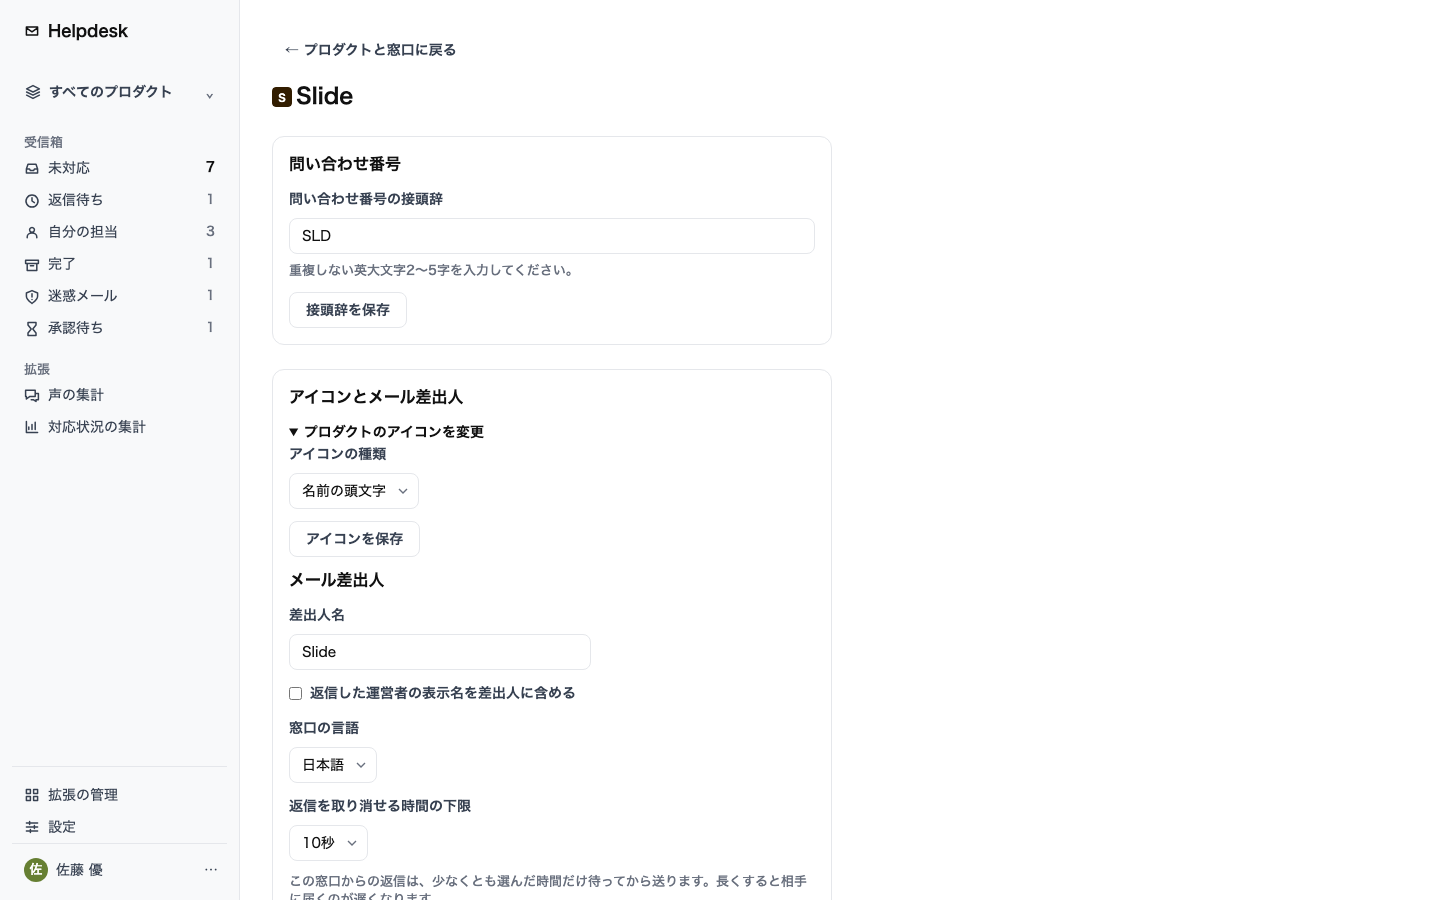 Helpdesk
すべてのプロダクト
受信箱
未対応 7
返信待ち 1
自分の担当 3
完了 1
迷惑メール 1
承認待ち 1
拡張
声の集計
対応状況の集計
拡張の管理
設定
佐 佐藤 優 …
← プロダクトと窓口に戻る
S Slide
問い合わせ番号
問い合わせ番号の接頭辞
SLD
重複しない英大文字2〜5字を入力してください。
接頭辞を保存
アイコンとメール差出人
▼ プロダクトのアイコンを変更
アイコンの種類
名前の頭文字
アイコンを保存
メール差出人
差出人名
Slide
返信した運営者の表示名を差出人に含める
窓口の言語
日本語
返信を取り消せる時間の下限
10秒
この窓口からの返信は、少なくとも選んだ時間だけ待ってから送ります。長くすると相手
に届くのが遅くなります。